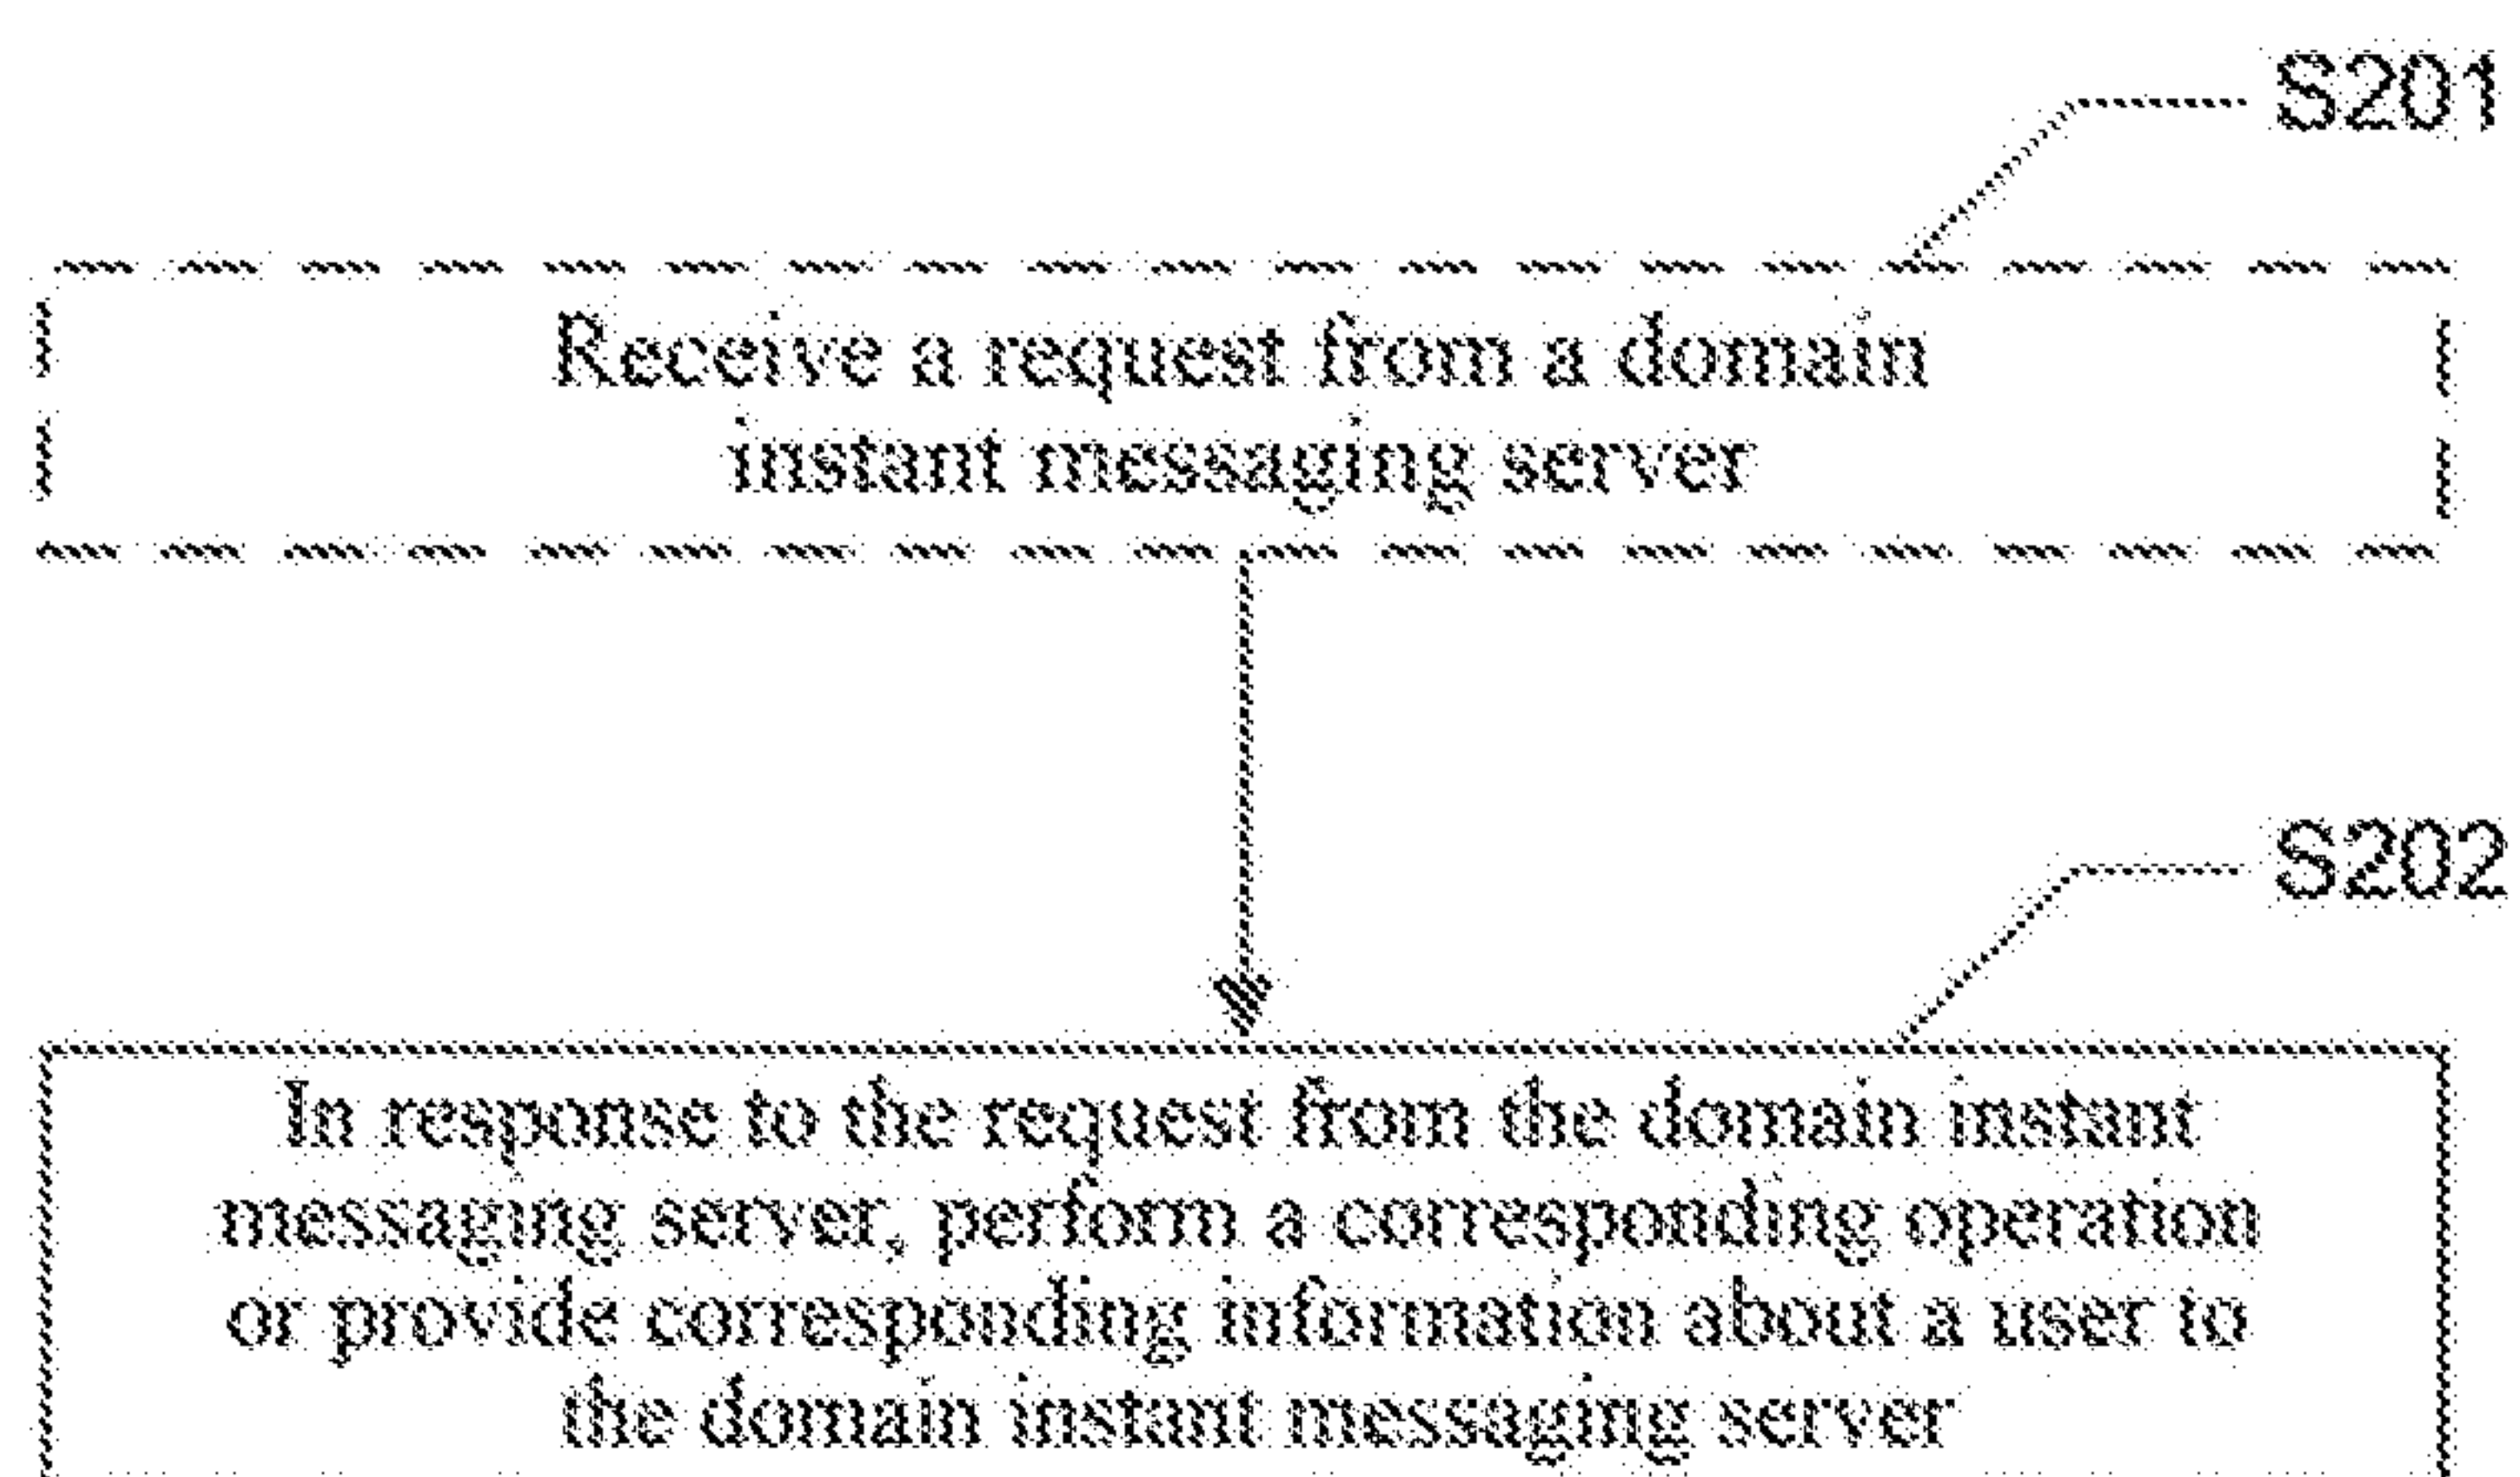 S201
Receive a request from a domain
instant messaging server
S202
In response to the request from the domain instant
messaging server, perform a corresponding operation
or provide corresponding information about a user to
the domain instant messaging server